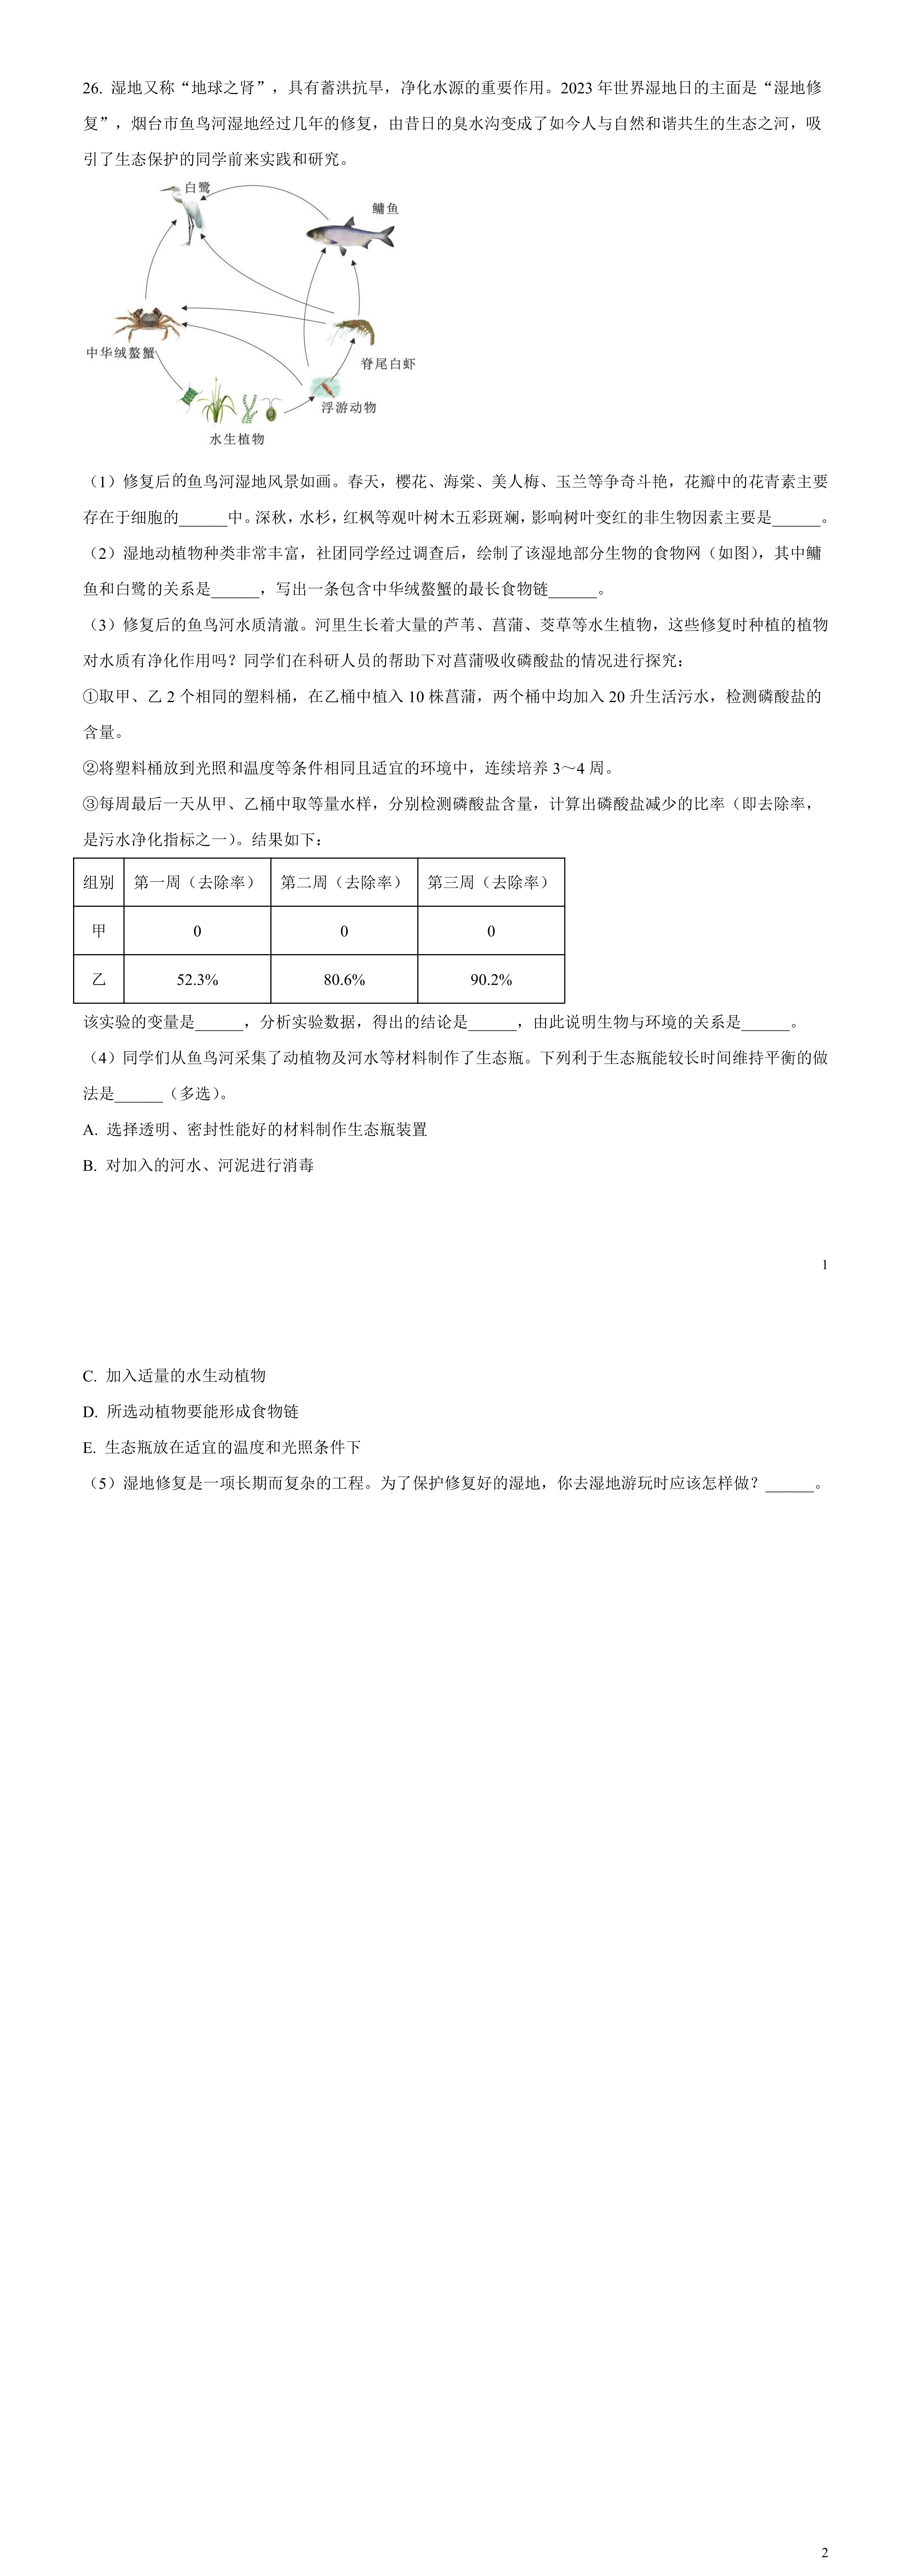 26. 湿地又称“地球之肾”，具有蓄洪抗旱，净化水源的重要作用。2023 年世界湿地日的主面是“湿地修
复”，烟台市鱼鸟河湿地经过几年的修复，由昔日的臭水沟变成了如今人与自然和谐共生的生态之河，吸
引了生态保护的同学前来实践和研究。
白鹭
鳙鱼
中华绒螯蟹
脊尾白虾
浮游动物
水生植物
（1）修复后的鱼鸟河湿地风景如画。春天，樱花、海棠、美人梅、玉兰等争奇斗艳，花瓣中的花青素主要
存在于细胞的______中。深秋，水杉，红枫等观叶树木五彩斑斓，影响树叶变红的非生物因素主要是______。
（2）湿地动植物种类非常丰富，社团同学经过调查后，绘制了该湿地部分生物的食物网（如图），其中鳙
鱼和白鹭的关系是______，写出一条包含中华绒螯蟹的最长食物链______。
（3）修复后的鱼鸟河水质清澈。河里生长着大量的芦苇、菖蒲、茭草等水生植物，这些修复时种植的植物
对水质有净化作用吗？同学们在科研人员的帮助下对菖蒲吸收磷酸盐的情况进行探究：
①取甲、乙 2 个相同的塑料桶，在乙桶中植入 10 株菖蒲，两个桶中均加入 20 升生活污水，检测磷酸盐的
含量。
②将塑料桶放到光照和温度等条件相同且适宜的环境中，连续培养 3～4 周。
③每周最后一天从甲、乙桶中取等量水样，分别检测磷酸盐含量，计算出磷酸盐减少的比率（即去除率，
是污水净化指标之一）。结果如下：
组别 第一周（去除率） 第二周（去除率） 第三周（去除率）
甲 0 0 0
乙 52.3% 80.6% 90.2%
该实验的变量是______，分析实验数据，得出的结论是______，由此说明生物与环境的关系是______。
（4）同学们从鱼鸟河采集了动植物及河水等材料制作了生态瓶。下列利于生态瓶能较长时间维持平衡的做
法是______（多选）。
A. 选择透明、密封性能好的材料制作生态瓶装置
B. 对加入的河水、河泥进行消毒
1
C. 加入适量的水生动植物
D. 所选动植物要能形成食物链
E. 生态瓶放在适宜的温度和光照条件下
（5）湿地修复是一项长期而复杂的工程。为了保护修复好的湿地，你去湿地游玩时应该怎样做？______。
2